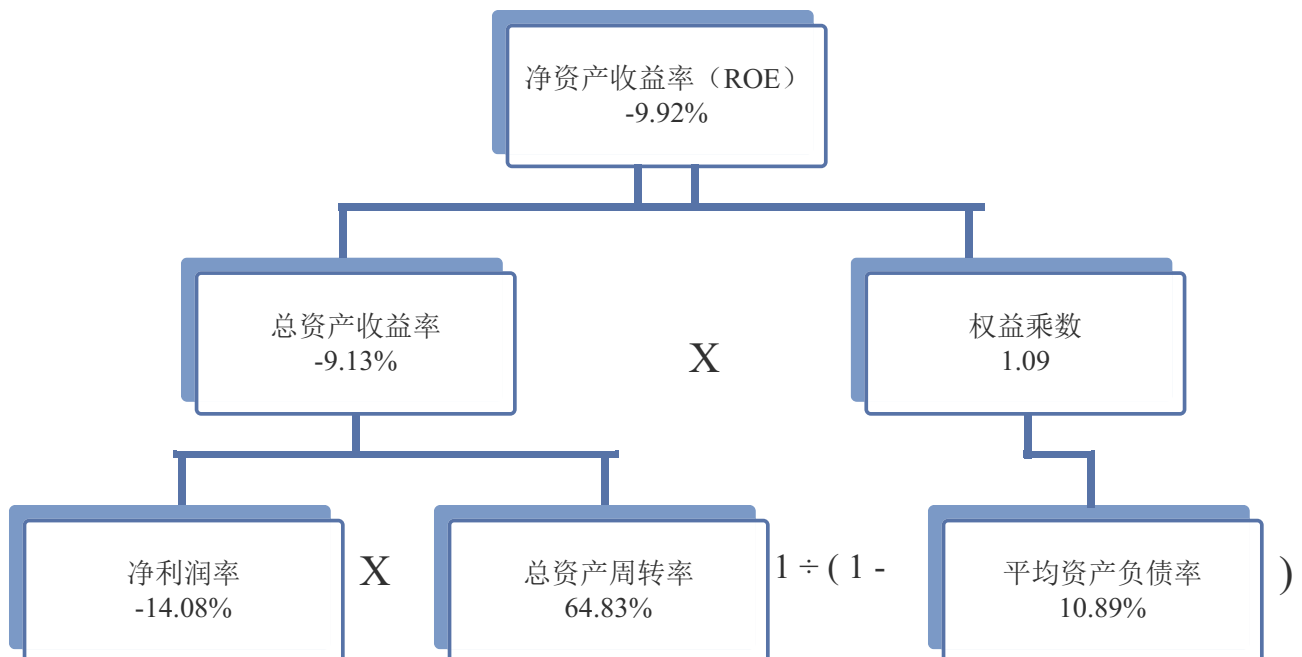 净资产收益率（ROE）
-9.92%
总资产收益率
-9.13%
X
权益乘数
1.09
净利润率
-14.08%
X
总资产周转率
64.83%
1 ÷ ( 1 -
平均资产负债率
10.89%
)